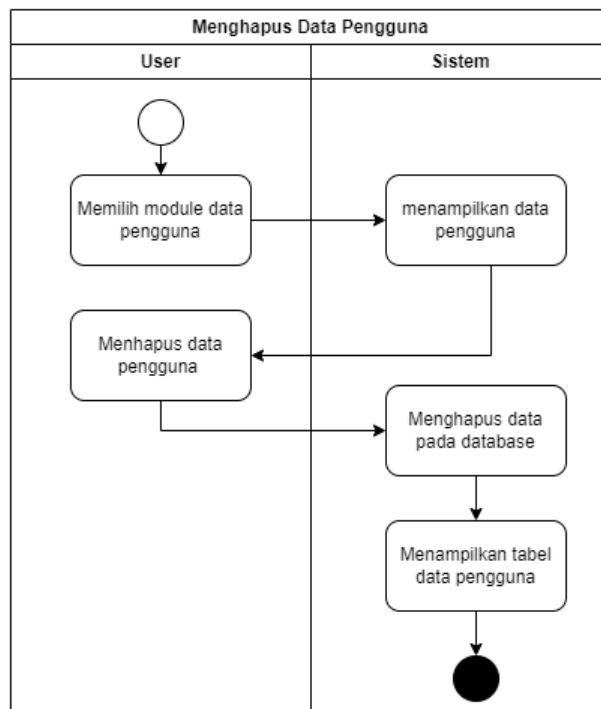 Menghapus Data Pengguna
User
Sistem
Memilih module data
pengguna
menampilkan data
pengguna
Menhapus data
pengguna
Menghapus data
pada database
Menampilkan tabel
data pengguna